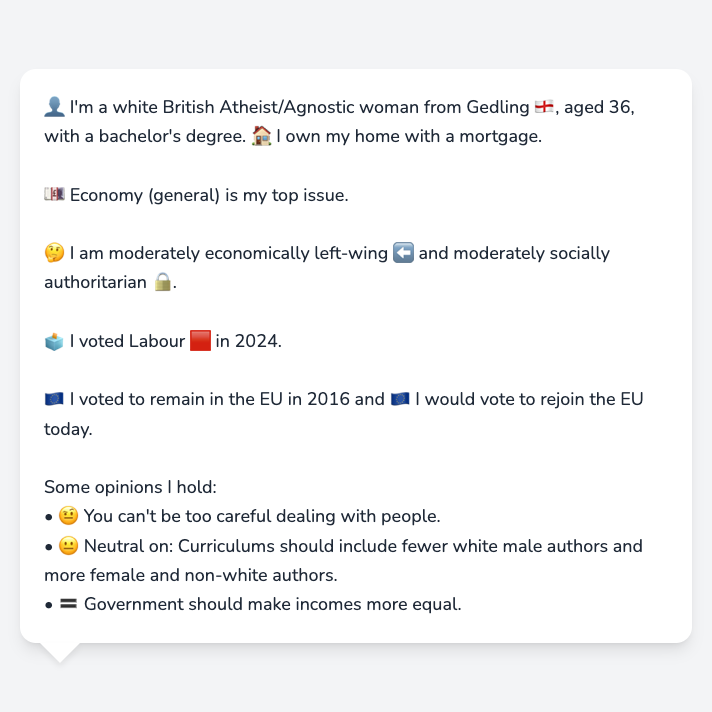 👤 I'm a white British Atheist/Agnostic woman from Gedling 🏴󠁧󠁢󠁥󠁮󠁧󠁿, aged 36,
with a bachelor's degree. 🏠 I own my home with a mortgage.
💷 Economy (general) is my top issue.
🤔 I am moderately economically left-wing ⬅️ and moderately socially
authoritarian 🔒.
🗳️ I voted Labour 🟥 in 2024.
🇪🇺 I voted to remain in the EU in 2016 and 🇪🇺 I would vote to rejoin the EU
today.
Some opinions I hold:
• 🤨 You can't be too careful dealing with people.
• 😐 Neutral on: Curriculums should include fewer white male authors and
more female and non-white authors.
• 🟰 Government should make incomes more equal.